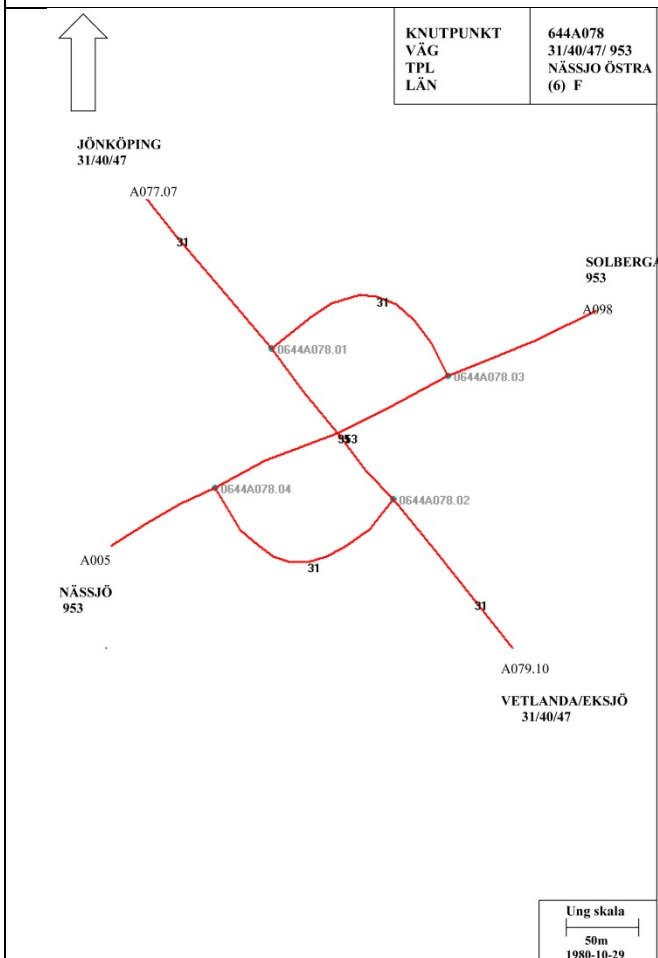 KNUTPUNKT 644A078
VÄG 31/40/47/ 953
TPL NÄSSJO ÖSTRA
LÄN (6) F
JÖNKÖPING
31/40/47
A077.07
31
SOLBERGA
953
A098
31
0644A078.01
0644A078.03
953
0644A078.04
0644A078.02
A005
31
NÄSSJÖ
953
31
A079.10
VETLANDA/EKSJÖ
31/40/47
Ung skala
50m
1980-10-29